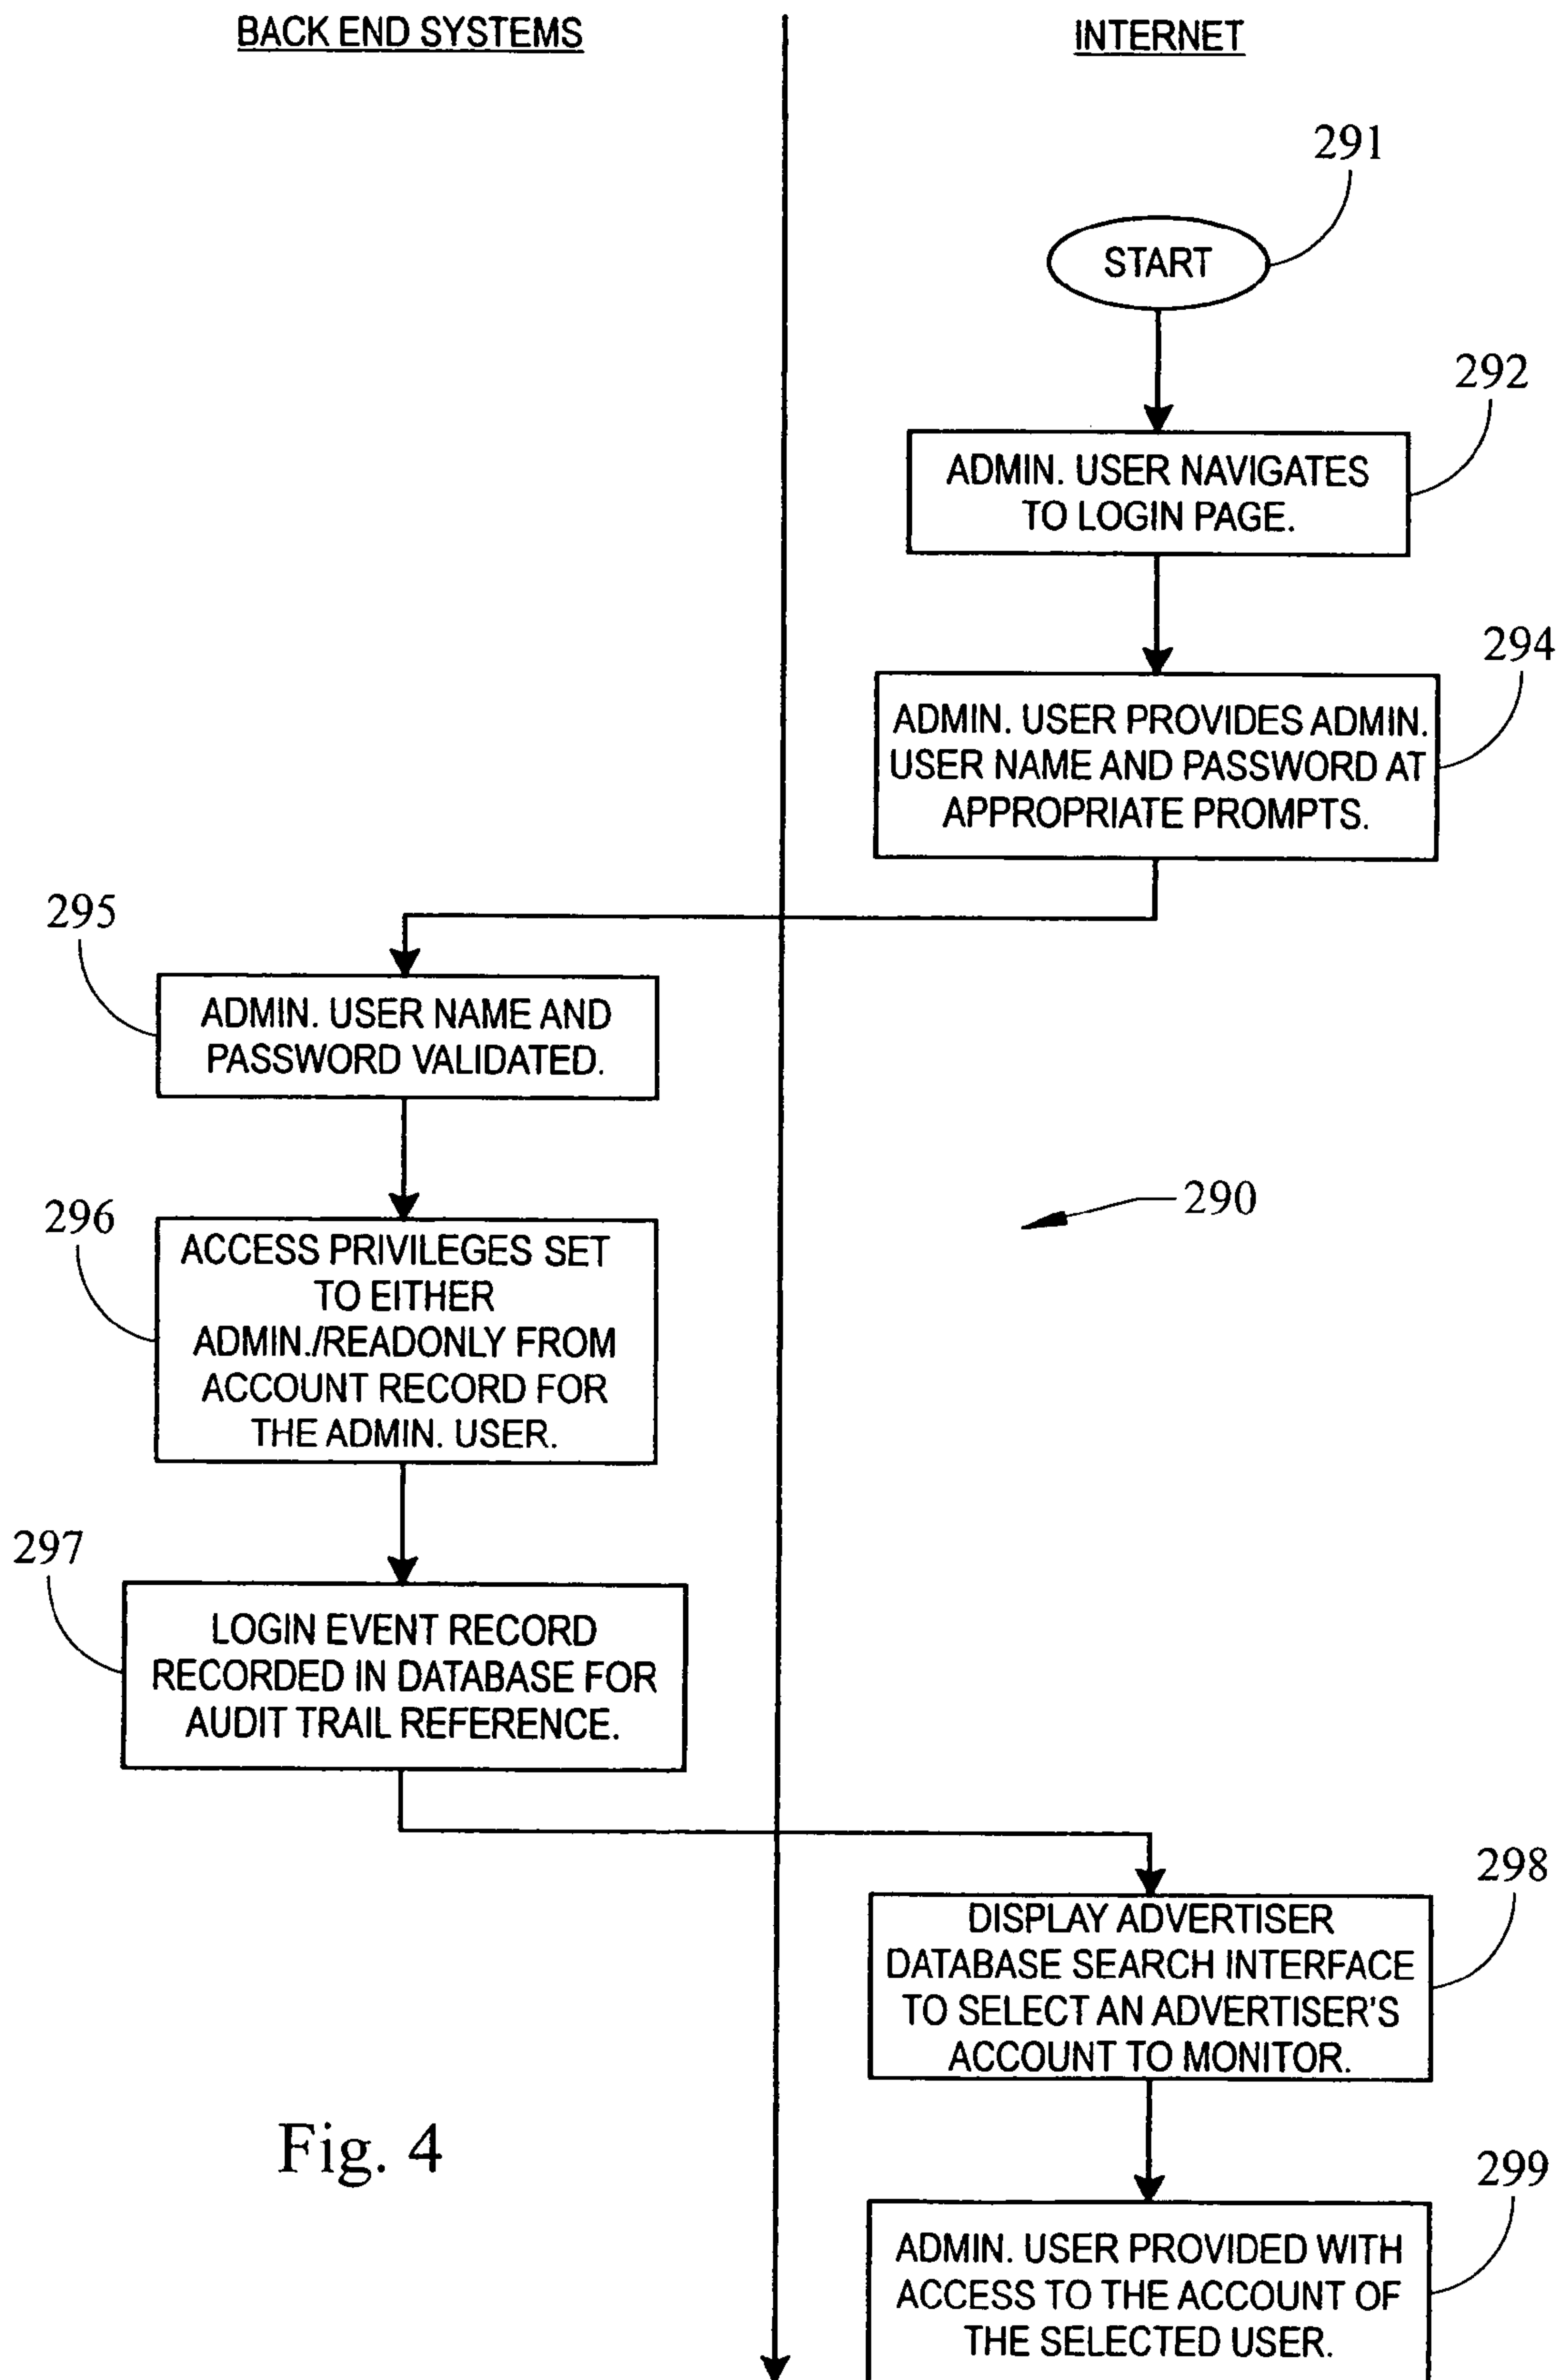 BACK END SYSTEMS
INTERNET
291
START
292
ADMIN. USER NAVIGATES
TO LOGIN PAGE.
294
ADMIN. USER PROVIDES ADMIN.
USER NAME AND PASSWORD AT
APPROPRIATE PROMPTS.
295
ADMIN. USER NAME AND
PASSWORD VALIDATED.
290
296
ACCESS PRIVILEGES SET
TO EITHER
ADMIN./READONLY FROM
ACCOUNT RECORD FOR
THE ADMIN. USER.
297
LOGIN EVENT RECORD
RECORDED IN DATABASE FOR
AUDIT TRAIL REFERENCE.
298
DISPLAY ADVERTISER
DATABASE SEARCH INTERFACE
TO SELECT AN ADVERTISER'S
ACCOUNT TO MONITOR.
Fig. 4
299
ADMIN. USER PROVIDED WITH
ACCESS TO THE ACCOUNT OF
THE SELECTED USER.